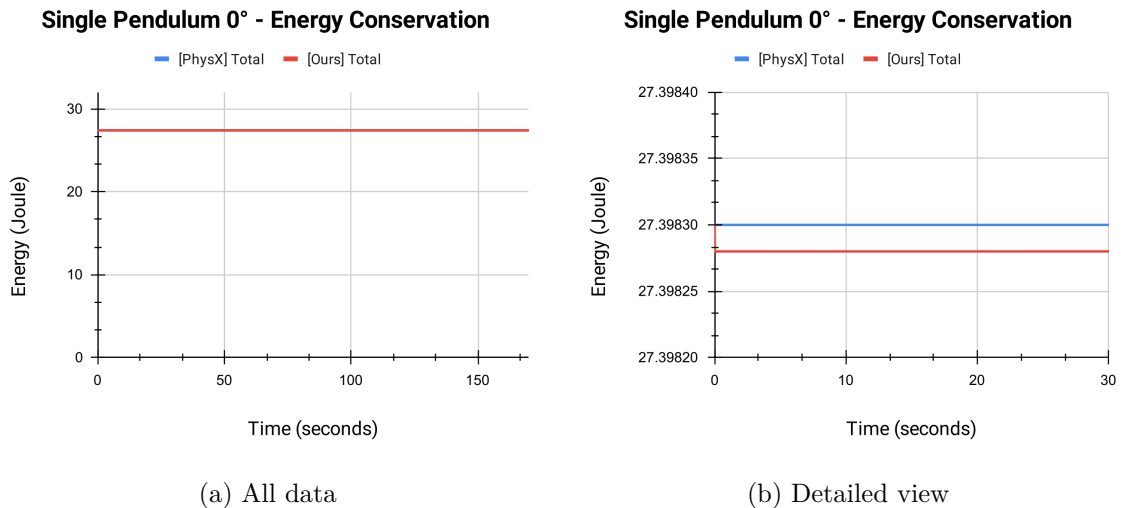 Single Pendulum 0° - Energy Conservation
[PhysX] Total [Ours] Total
Energy (Joule)
30
20
10
0
0 50 100 150
Time (seconds)
(a) All data
Single Pendulum 0° - Energy Conservation
[PhysX] Total [Ours] Total
Energy (Joule)
27.39840
27.39835
27.39830
27.39825
27.39820
0 10 20 30
Time (seconds)
(b) Detailed view